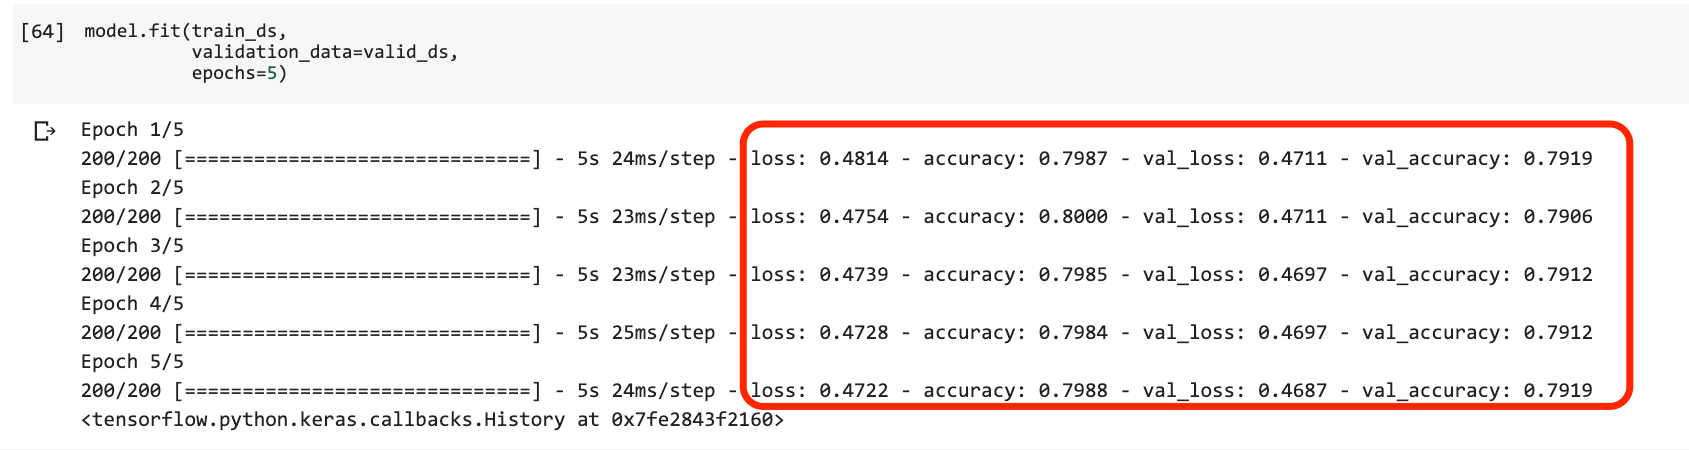 [64] model.fit(train_ds,
validation_data=valid_ds,
epochs=5)
Epoch 1/5
200/200 [==============================] - 5s 24ms/step - loss: 0.4814 - accuracy: 0.7987 - val_loss: 0.4711 - val_accuracy: 0.7919
Epoch 2/5
200/200 [==============================] - 5s 23ms/step - loss: 0.4754 - accuracy: 0.8000 - val_loss: 0.4711 - val_accuracy: 0.7906
Epoch 3/5
200/200 [==============================] - 5s 23ms/step - loss: 0.4739 - accuracy: 0.7985 - val_loss: 0.4697 - val_accuracy: 0.7912
Epoch 4/5
200/200 [==============================] - 5s 25ms/step - loss: 0.4728 - accuracy: 0.7984 - val_loss: 0.4697 - val_accuracy: 0.7912
Epoch 5/5
200/200 [==============================] - 5s 24ms/step - loss: 0.4722 - accuracy: 0.7988 - val_loss: 0.4687 - val_accuracy: 0.7919
<tensorflow.python.keras.callbacks.History at 0x7fe2843f2160>